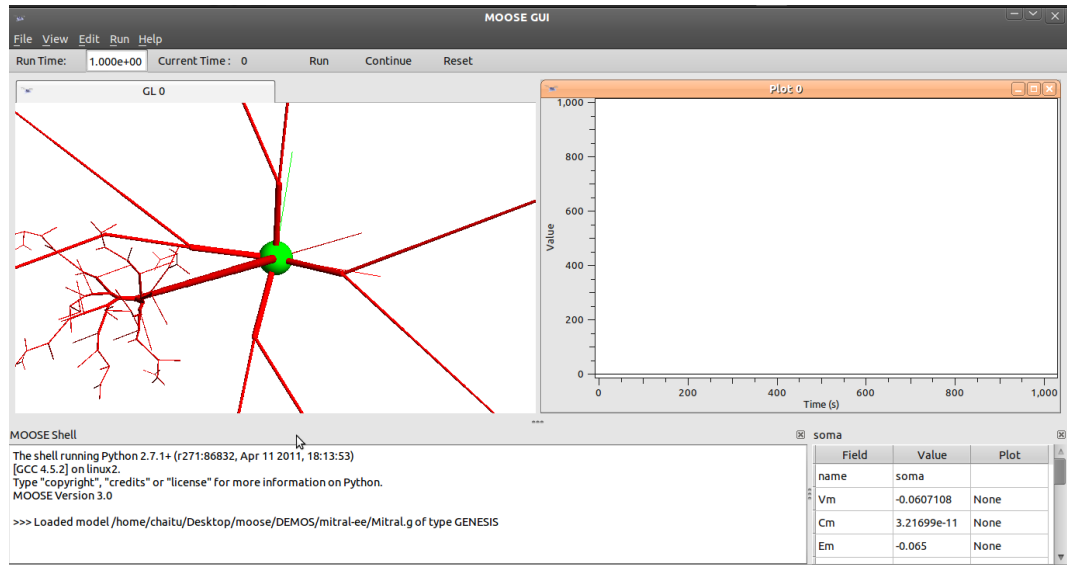 MOOSE GUI
File View Edit Run Help
Run Time: 1.000e+00 Current Time : 0 Run Continue Reset
GL 0
Plot 0
1,000
800
600
400
200
0
Value
0 200 400 600 800 1,000
Time (s)
MOOSE Shell
The shell running Python 2.7.1+ (r271:86832, Apr 11 2011, 18:13:53)
[GCC 4.5.2] on linux2.
Type "copyright", "credits" or "license" for more information on Python.
MOOSE Version 3.0
>>> Loaded model /home/chaitu/Desktop/moose/DEMOS/mitral-ee/Mitral.g of type GENESIS
soma
Field Value Plot
name soma
Vm -0.0607108 None
Cm 3.21699e-11 None
Em -0.065 None